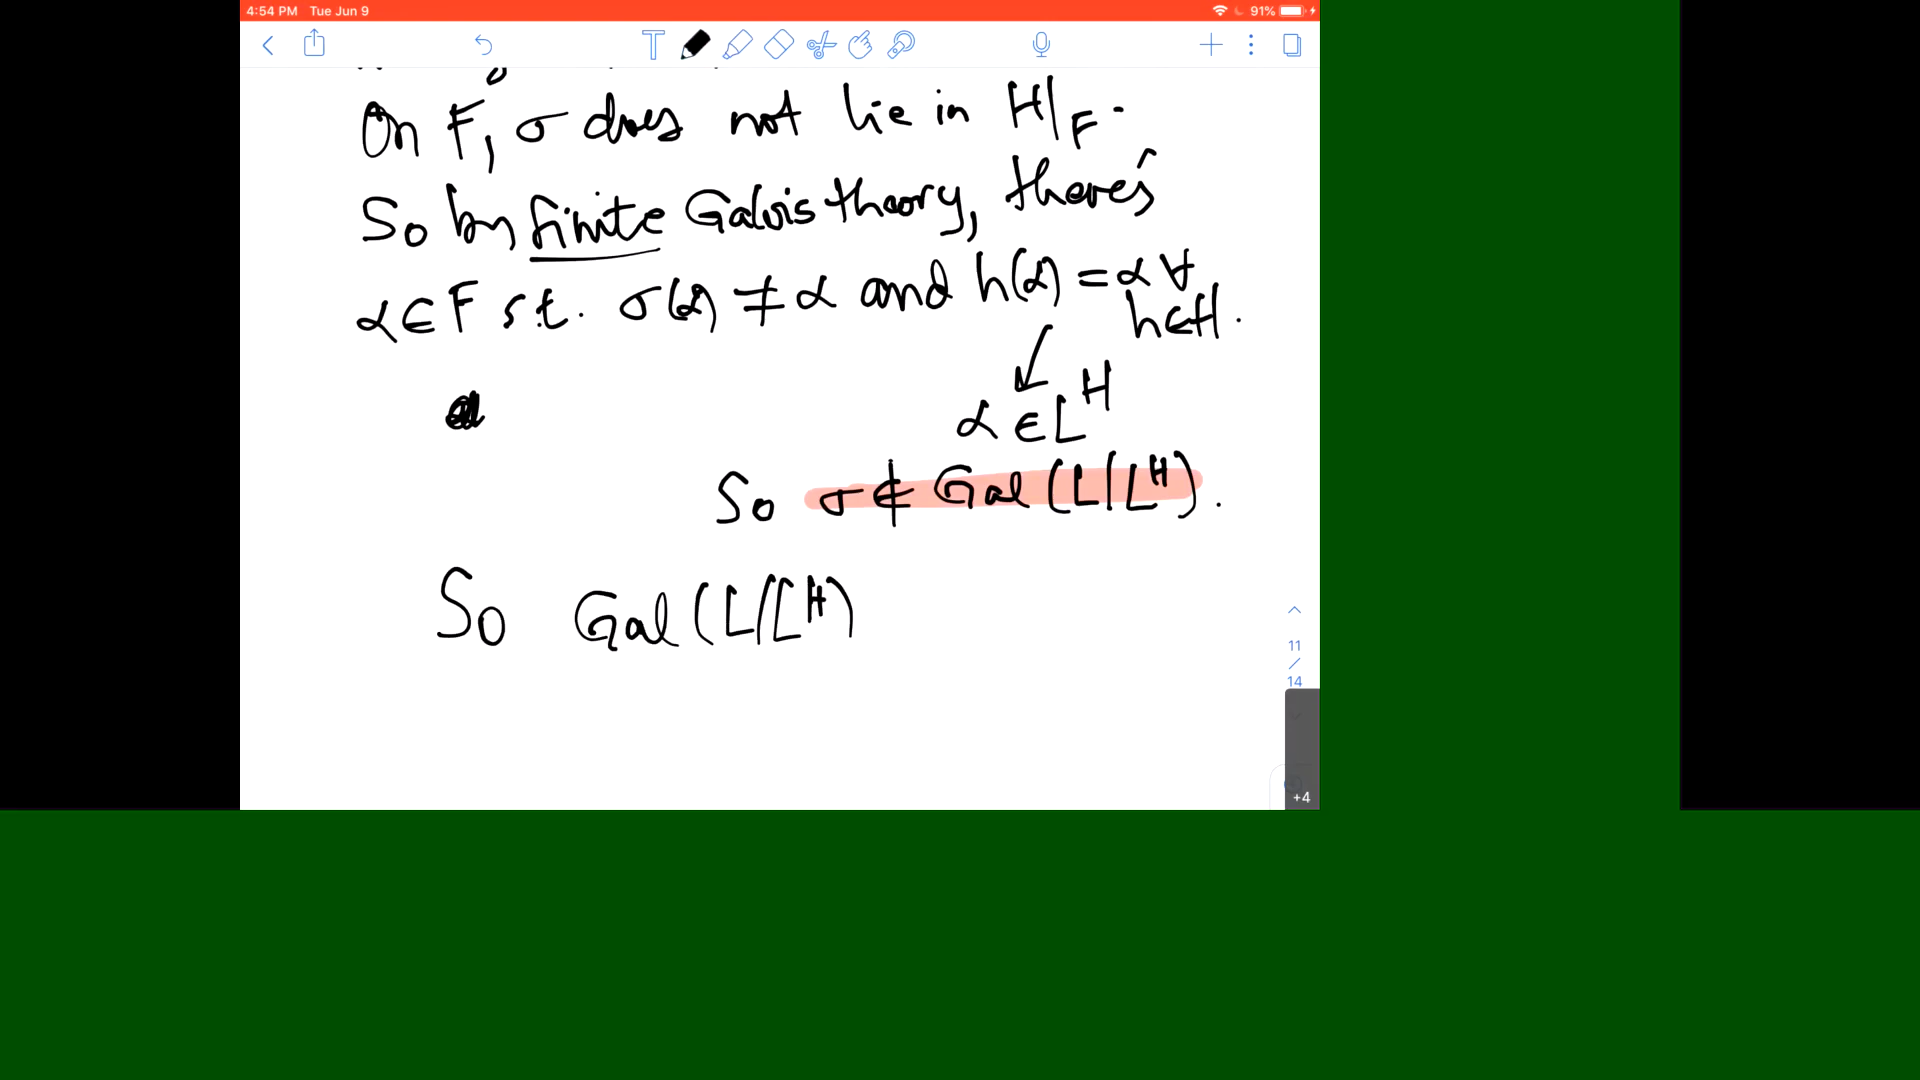 4:54 PM Tue Jun 9 91%
On F, σ does not lie in H|_F.
So by finite Galois theory, there's
α ∈ F s.t. σ(α) ≠ α and h(α) = α ∀
h∈H.
α ∈ L^H
So σ ∉ Gal(L/L^H).
So Gal(L/L^H)
11
/
14
+4